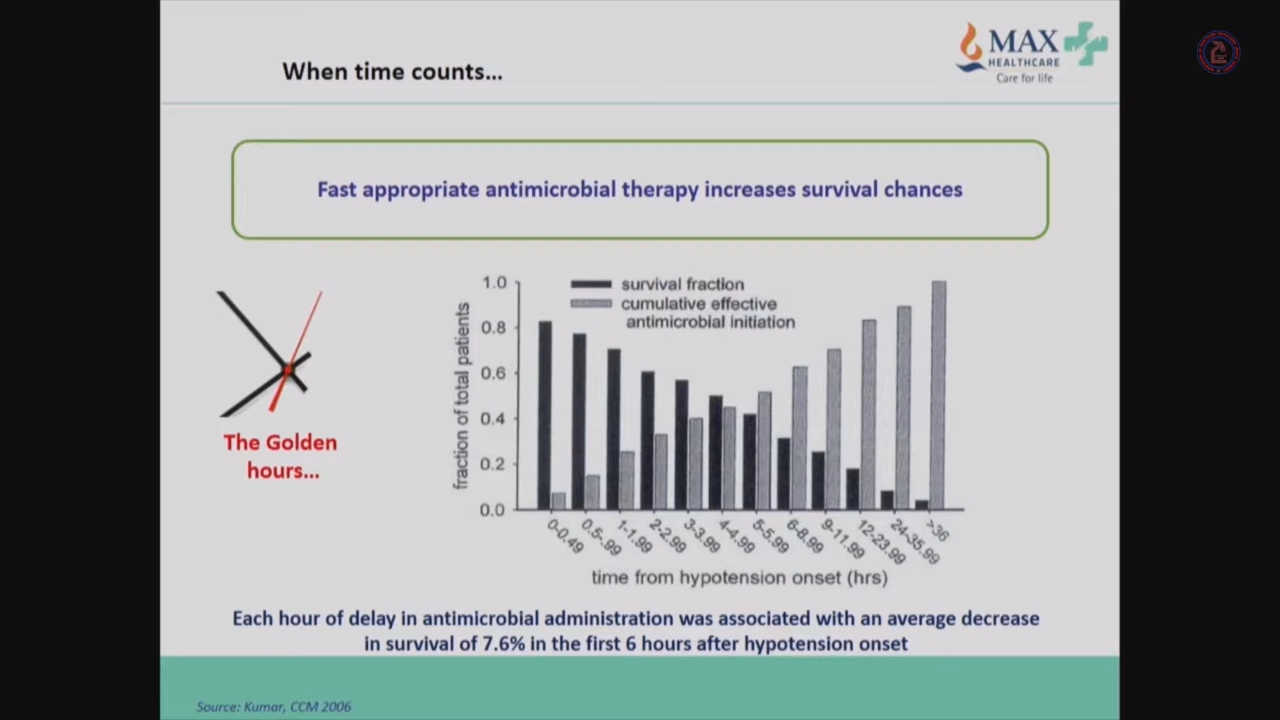 When time counts...
MAX
HEALTHCARE
Care for life
Fast appropriate antimicrobial therapy increases survival chances
The Golden
hours...
fraction of total patients
1.0
0.8
0.6
0.4
0.2
0.0
survival fraction
cumulative effective
antimicrobial initiation
0-0.49
0.5-.99
1-1.99
2-2.99
3-3.99
4-4.99
5-5.99
6-8.99
9-11.99
12-23.99
24-35.99
>36
time from hypotension onset (hrs)
Each hour of delay in antimicrobial administration was associated with an average decrease
in survival of 7.6% in the first 6 hours after hypotension onset
Source: Kumar, CCM 2006